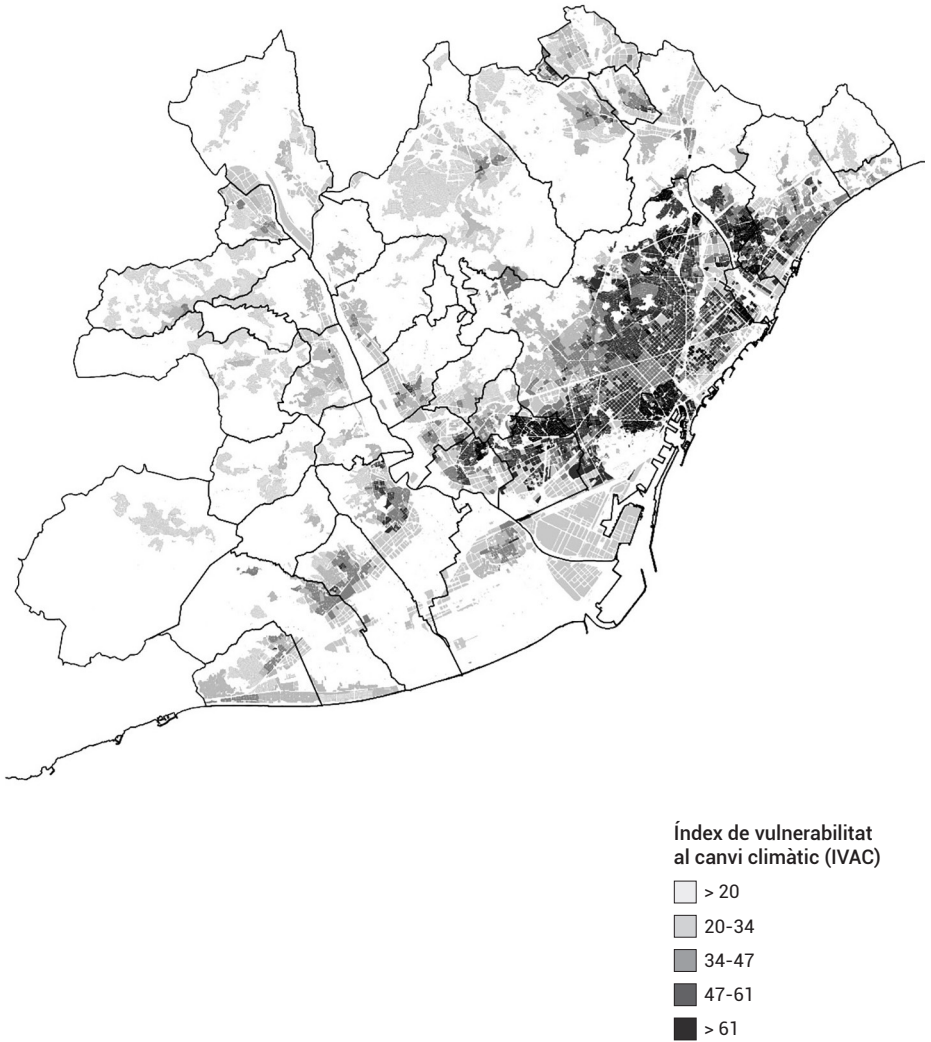 Índex de vulnerabilitat
al canvi climàtic (IVAC)
> 20
20-34
34-47
47-61
> 61